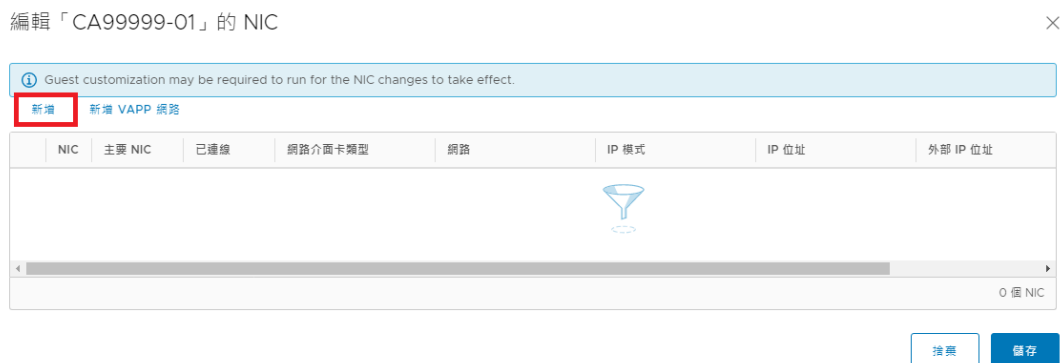 編輯「CA99999-01」的 NIC
Guest customization may be required to run for the NIC changes to take effect.
新增 新增 VAPP 網路
NIC 主要 NIC 已連線 網路介面卡類型 網路 IP 模式 IP 位址 外部 IP 位址
0 個 NIC
捨棄 儲存